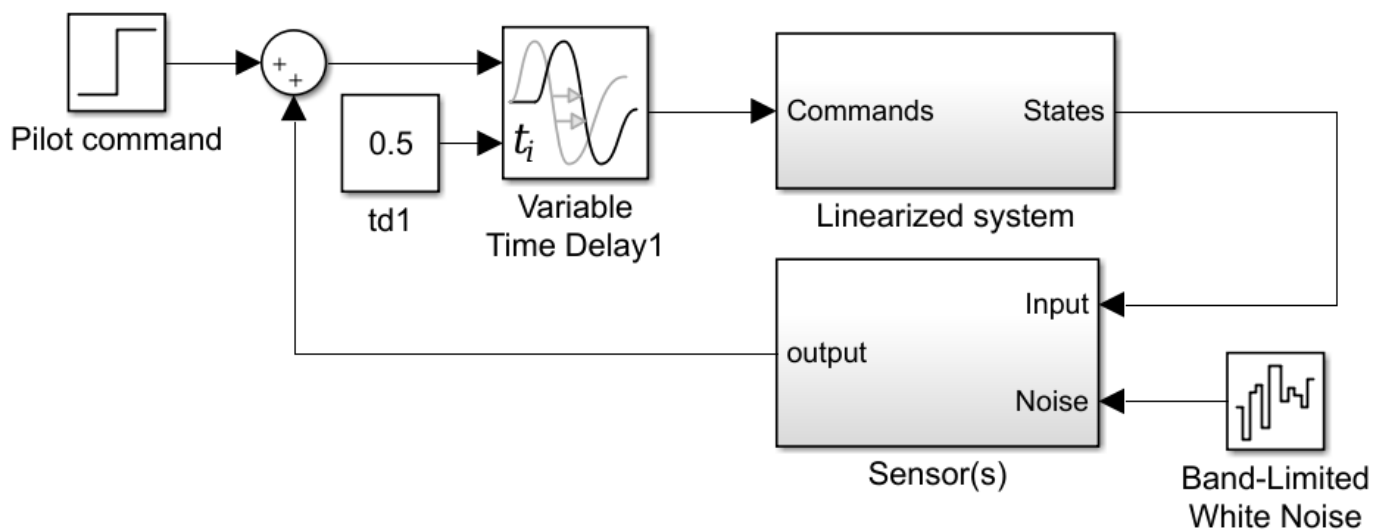 +
+
Pilot command
0.5
td1
ti
Variable
Time Delay1
Commands
States
Linearized system
Input
output
Noise
Sensor(s)
Band-Limited
White Noise